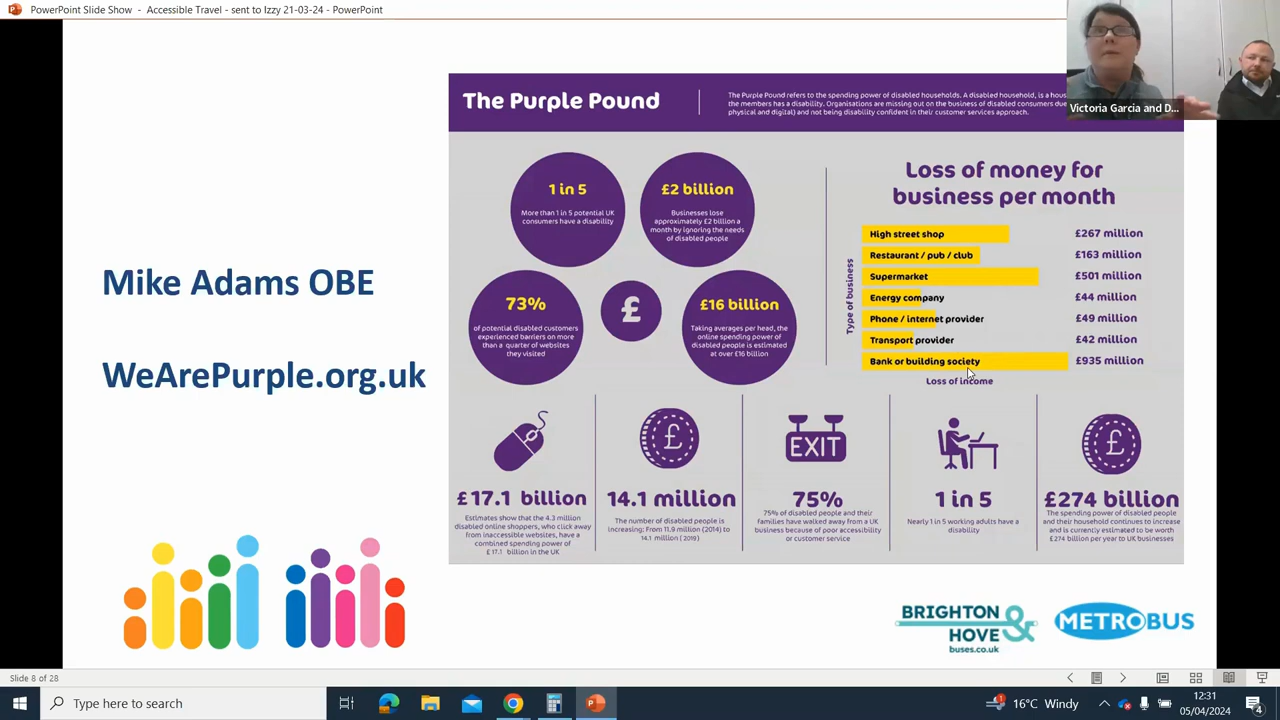 PowerPoint Slide Show - Accessible Travel - sent to Izzy 21-03-24 - PowerPoint
Victoria Garcia and D...
The Purple Pound
The Purple Pound refers to the spending power of disabled households. A disabled household, is a hous
the members has a disability. Organisations are missing out on the business of disabled consumers due
physical and digital) and not being disability confident in their customer services approach.
Mike Adams OBE
WeArePurple.org.uk
1 in 5
More than 1 in 5 potential UK
consumers have a disability
£2 billion
Businesses lose
approximately £2 billion a
month by ignoring the needs
of disabled people
73%
of potential disabled customers
experienced barriers on more
than a quarter of websites
they visited
£
£16 billion
Taking averages per head, the
online spending power of
disabled people is estimated
at over £16 billion
Loss of money for
business per month
Type of business
High street shop £267 million
Restaurant / pub / club £163 million
Supermarket £501 million
Energy company £44 million
Phone / internet provider £49 million
Transport provider £42 million
Bank or building society £935 million
Loss of income
£17.1 billion
Estimates show that the 4.3 million
disabled online shoppers, who click away
from inaccessible websites, have a
combined spending power of
£ 17.1 billion in the UK
£
14.1 million
The number of disabled people is
increasing: From 11.9 million (2014) to
14.1 million ( 2019)
EXIT
75%
75% of disabled people and their
families have walked away from a UK
business because of poor accessibility
or customer service
1 in 5
Nearly 1 in 5 working adults have a
disability
£
£274 billion
The spending power of disabled people
and their household continues to increase
and is currently estimated to be worth
£274 billion per year to UK businesses
BRIGHTON
& HOVE
buses.co.uk
METROBUS
Slide 8 of 28
Type here to search
16°C Windy
12:31
05/04/2024
4